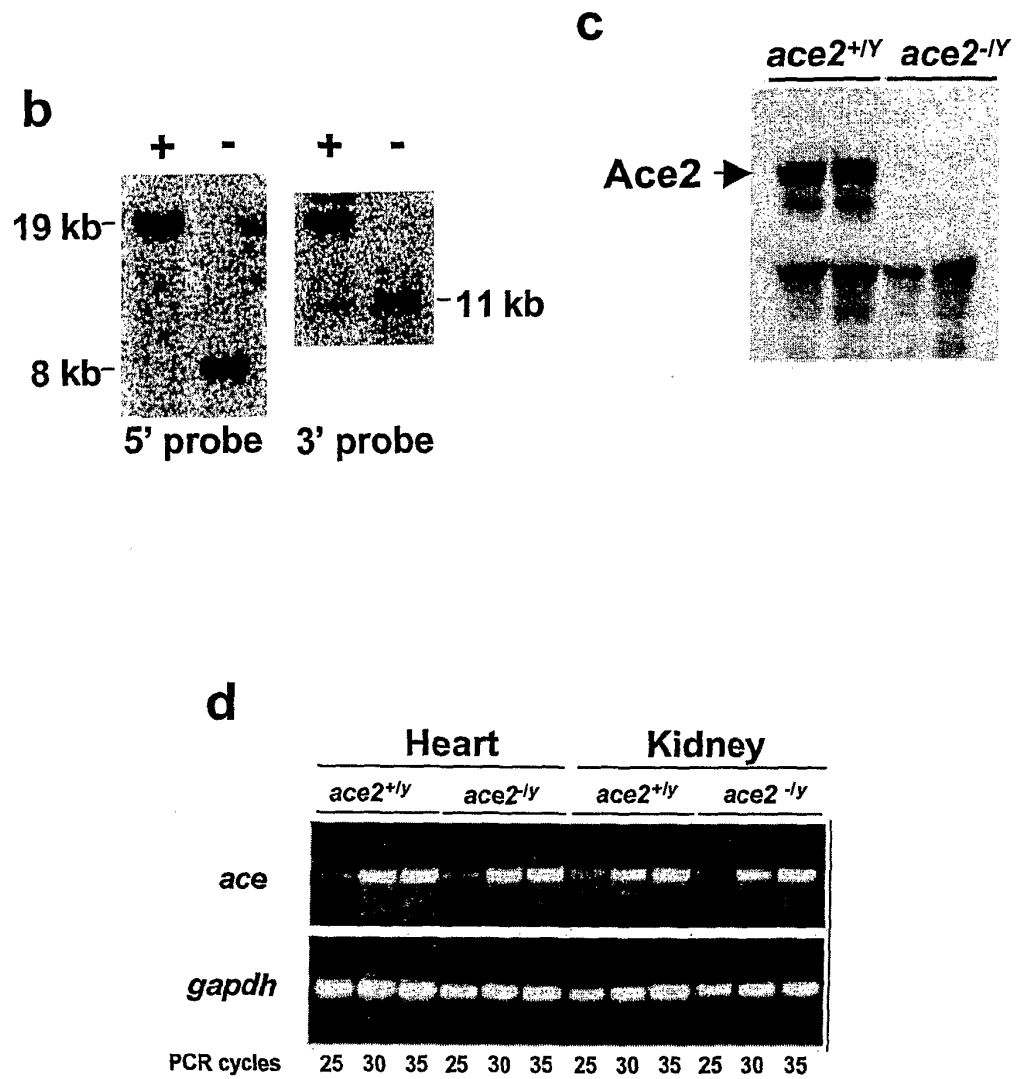 b
+ -
+ -
19 kb
8 kb
11 kb
5' probe
3' probe
c
ace2+/Y ace2-/Y
Ace2
d
Heart Kidney
ace2+/y ace2-/y ace2+/y ace2 -/y
ace
gapdh
PCR cycles 25 30 35 25 30 35 25 30 35 25 30 35